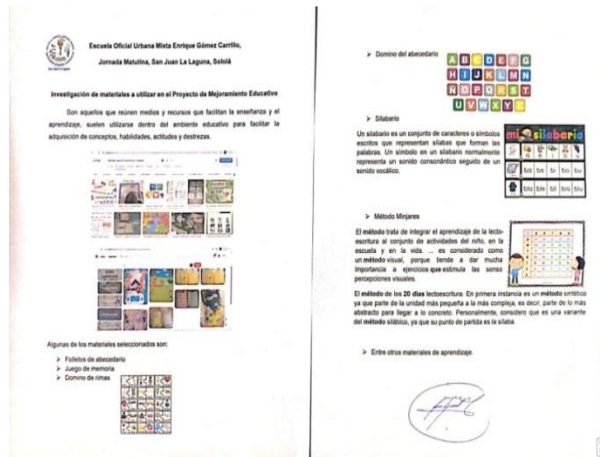 Escuela Oficial Urbana Mixta Enrique Gómez Carrillo,
Jornada Matutina, San Juan La Laguna, Sololá
Investigación de materiales a utilizar en el Proyecto de Mejoramiento Educativo
Son aquellos que reúnen medios y recursos que facilitan la enseñanza y el
aprendizaje, suelen utilizarse dentro del ambiente educativo para facilitar la
adquisición de conceptos, habilidades, actitudes y destrezas.
Algunas de los materiales seleccionados son:
➢ Folletos de abecedario
➢ Juego de memoria
➢ Domino de rimas
➢ Domino del abecedario
A B C D E F G
H I J K L M N
Ñ O P Q R S T
U V W X Y Z
➢ Silabario
Un silabario es un conjunto de caracteres o símbolos
escritos que representan sílabas que forman las
palabras. Un símbolo en un silabario normalmente
representa un sonido consonántico seguido de un
sonido vocálico.
mi silabario
➢ Método Minjares
El método trata de integrar el aprendizaje de la lecto-
escritura al conjunto de actividades del niño, en la
escuela y en la vida. ... es considerado como
un método visual, porque tiende a dar mucha
importancia a ejercicios que estimula las senso
percepciones visuales.
El método de los 20 días lectoescritura. En primera instancia es un método sintético
ya que parte de la unidad más pequeña a la más compleja, es decir, parte de lo más
abstracto para llegar a lo concreto. Personalmente, considero que es una variante
del método silábico, ya que su punto de partida es la sílaba.
➢ Entre otros materiales de aprendizaje.